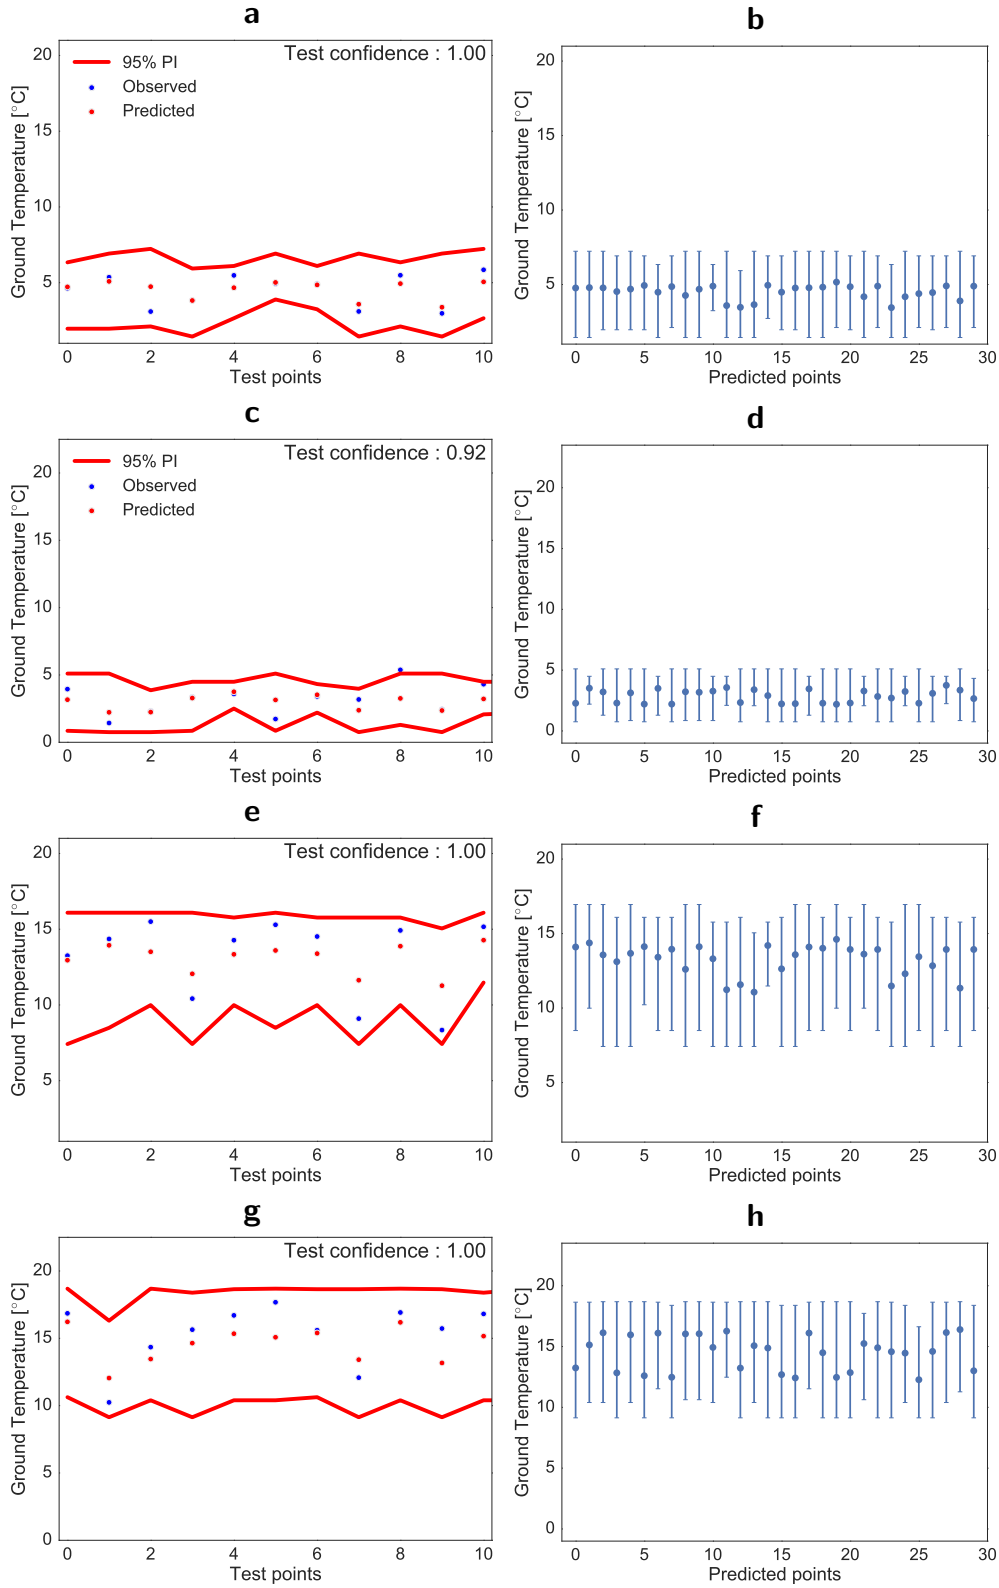 a
Ground Temperature [°C]
20
15
10
5
Test confidence : 1.00
95% PI
Observed
Predicted
0 2 4 6 8 10
Test points
b
Ground Temperature [°C]
20
15
10
5
0 5 10 15 20 25 30
Predicted points
c
Ground Temperature [°C]
20
15
10
5
0
Test confidence : 0.92
95% PI
Observed
Predicted
0 2 4 6 8 10
Test points
d
Ground Temperature [°C]
20
15
10
5
0
0 5 10 15 20 25 30
Predicted points
e
Ground Temperature [°C]
20
15
10
5
Test confidence : 1.00
0 2 4 6 8 10
Test points
f
Ground Temperature [°C]
20
15
10
5
0 5 10 15 20 25 30
Predicted points
g
Ground Temperature [°C]
20
15
10
5
0
Test confidence : 1.00
0 2 4 6 8 10
Test points
h
Ground Temperature [°C]
20
15
10
5
0
0 5 10 15 20 25 30
Predicted points